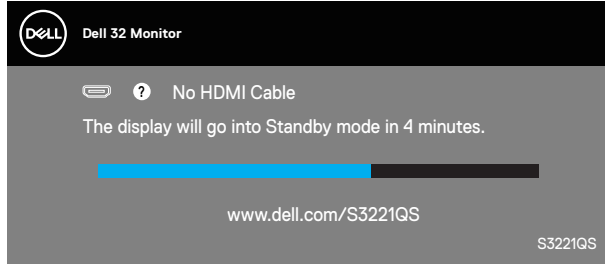 DELL
Dell 32 Monitor
? No HDMI Cable
The display will go into Standby mode in 4 minutes.
www.dell.com/S3221QS
S3221QS